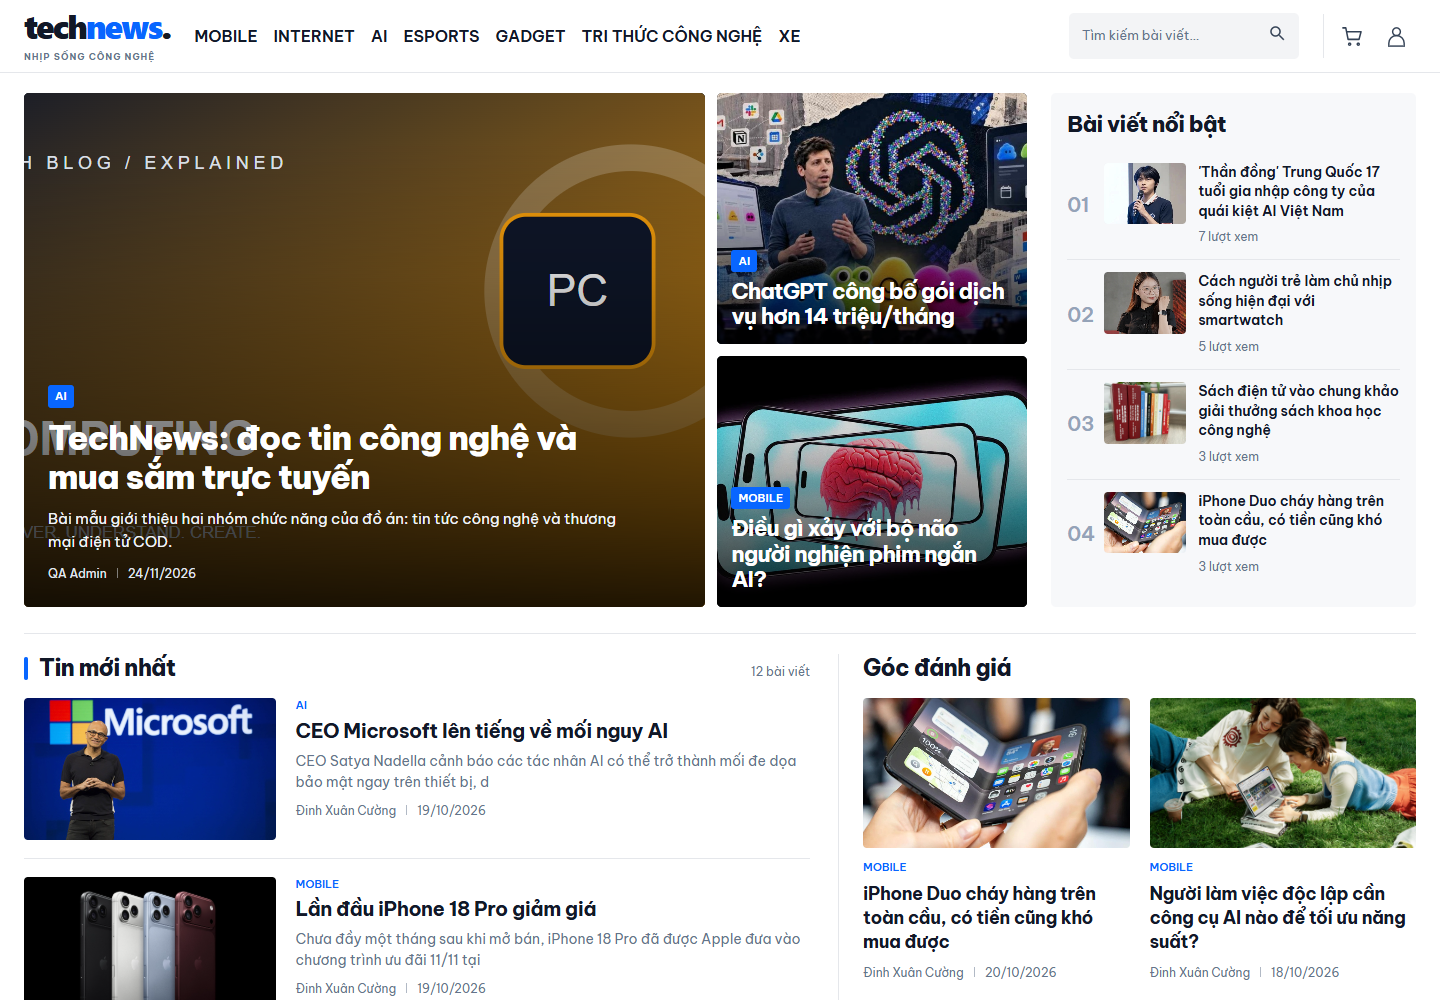 technews.
NHỊP SỐNG CÔNG NGHỆ
MOBILE INTERNET AI ESPORTS GADGET TRI THỨC CÔNG NGHỆ XE
Tìm kiếm bài viết...
H BLOG / EXPLAINED
PC
OMPUTING
AI
TechNews: đọc tin công nghệ và
mua sắm trực tuyến
Bài mẫu giới thiệu hai nhóm chức năng của đồ án: tin tức công nghệ và thương
VER. UNDERSTAND. CREATE.
mại điện tử COD.
QA Admin | 24/11/2026
AI
ChatGPT công bố gói dịch
vụ hơn 14 triệu/tháng
MOBILE
Điều gì xảy với bộ não
người nghiện phim ngắn
AI?
Bài viết nổi bật
01
'Thần đồng' Trung Quốc 17
tuổi gia nhập công ty của
quái kiệt AI Việt Nam
7 lượt xem
02
Cách người trẻ làm chủ nhịp
sống hiện đại với
smartwatch
5 lượt xem
03
Sách điện tử vào chung khảo
giải thưởng sách khoa học
công nghệ
3 lượt xem
04
iPhone Duo cháy hàng trên
toàn cầu, có tiền cũng khó
mua được
3 lượt xem
Tin mới nhất
12 bài viết
Microsoft
AI
CEO Microsoft lên tiếng về mối nguy AI
CEO Satya Nadella cảnh báo các tác nhân AI có thể trở thành mối đe dọa
bảo mật ngay trên thiết bị, d
Đinh Xuân Cường | 19/10/2026
MOBILE
Lần đầu iPhone 18 Pro giảm giá
Chưa đầy một tháng sau khi mở bán, iPhone 18 Pro đã được Apple đưa vào
chương trình ưu đãi 11/11 tại
Đinh Xuân Cường | 19/10/2026
Góc đánh giá
100%
MOBILE
iPhone Duo cháy hàng trên
toàn cầu, có tiền cũng khó
mua được
Đinh Xuân Cường | 20/10/2026
MOBILE
Người làm việc độc lập cần
công cụ AI nào để tối ưu năng
suất?
Đinh Xuân Cường | 18/10/2026